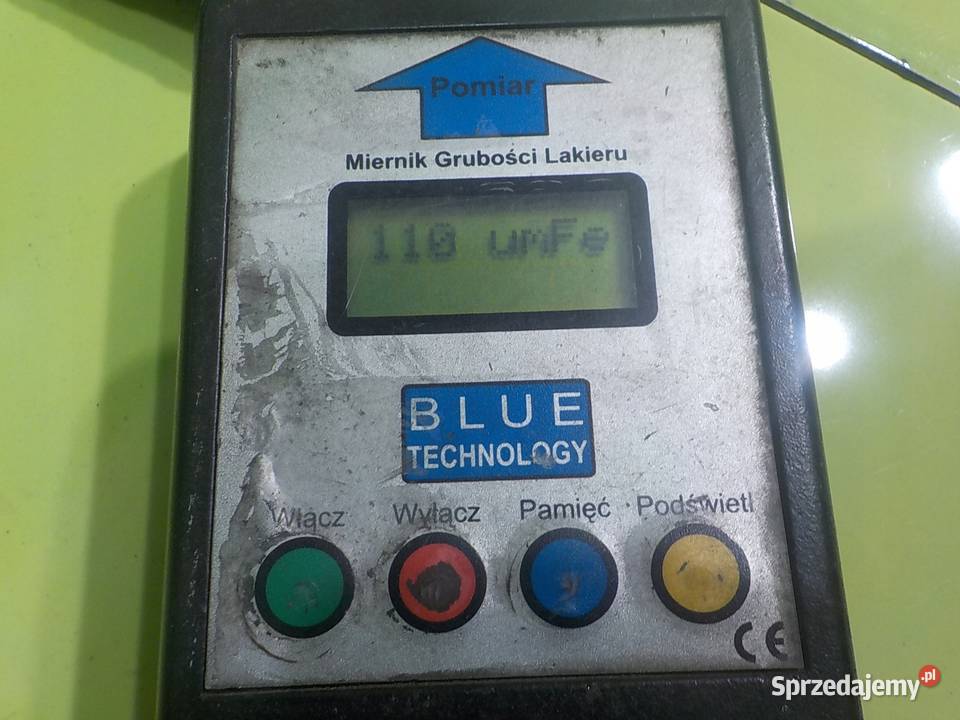 Pomiar
Miernik Grubości Lakieru
110 umFe
BLUE
TECHNOLOGY
Włącz Wyłącz Pamięć Podświetl
CE
Sprzedajemy.pl